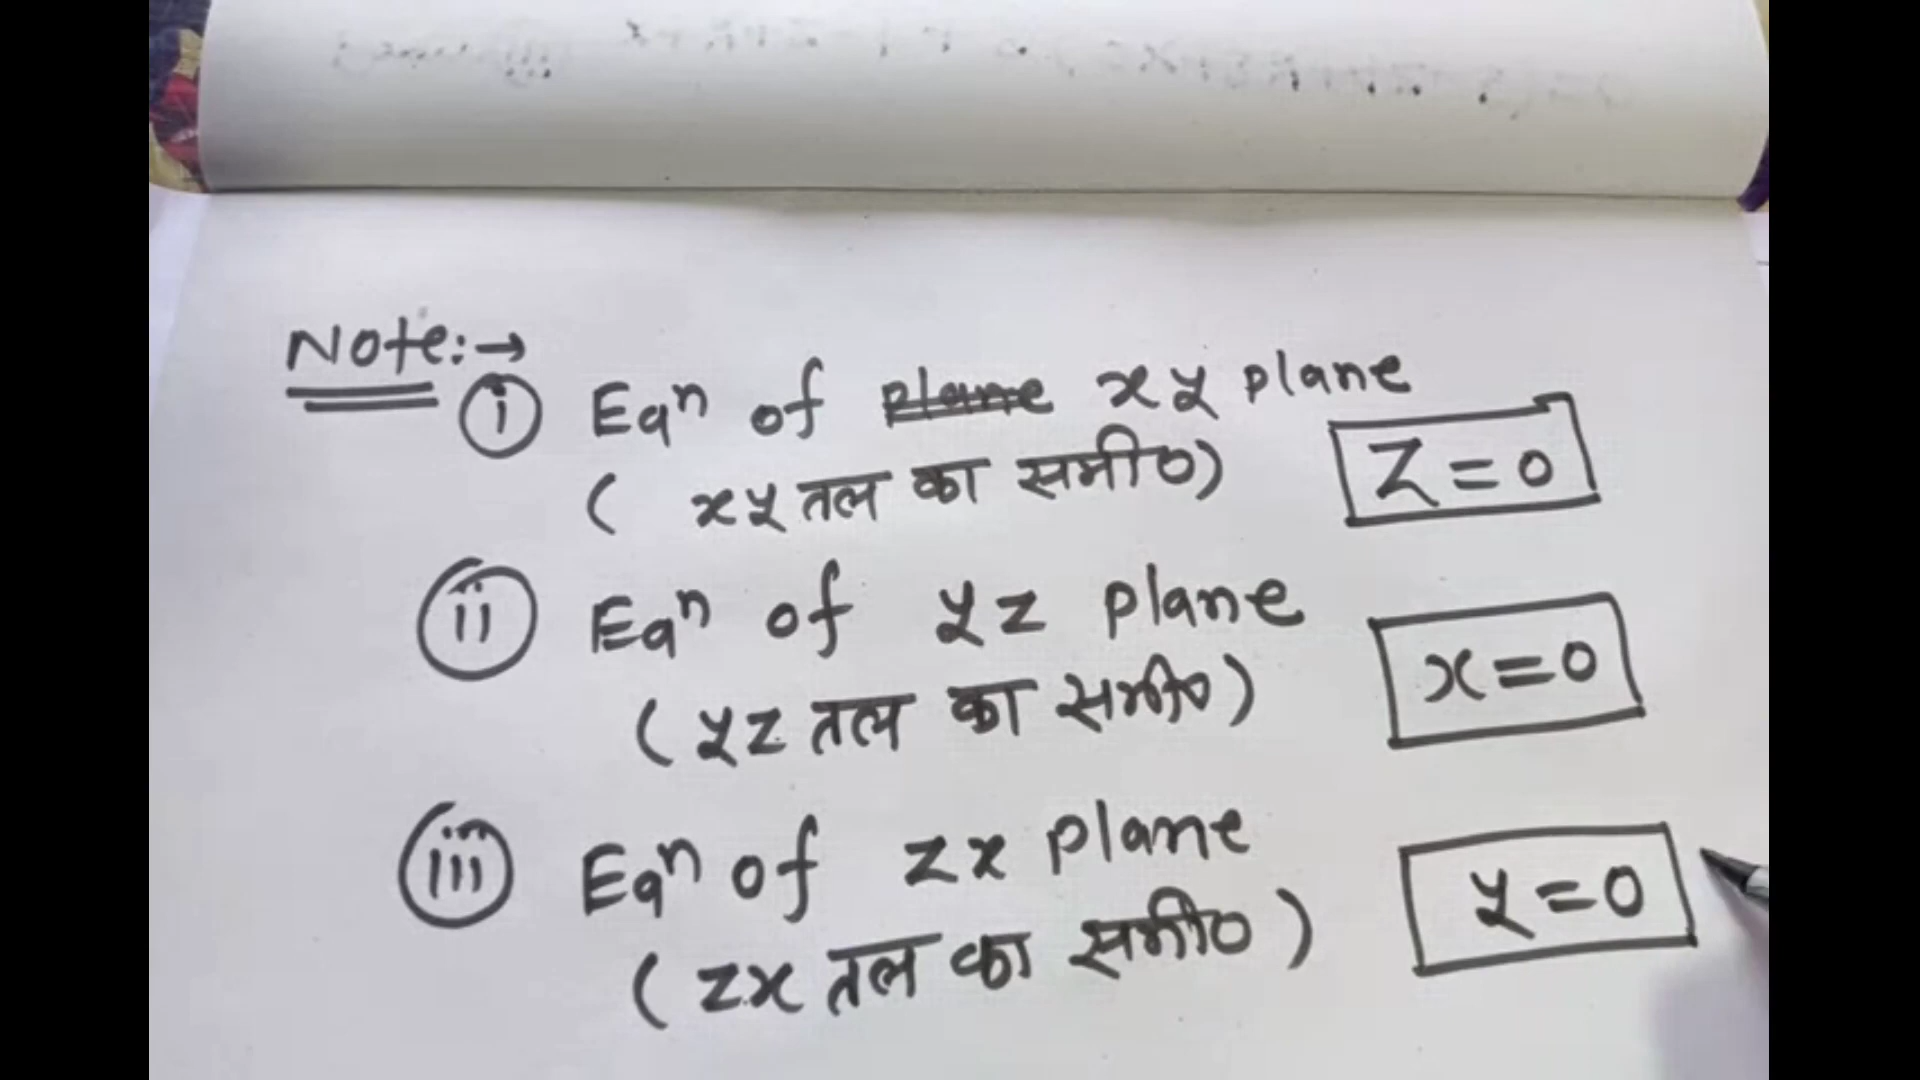 Note:→
(i) Eqn of plane xy plane
(xy तल का समी०)
Z=0
(ii) Eqn of yz plane
(yz तल का समी०)
x=0
(iii) Eqn of zx plane
(zx तल का समी०)
y=0